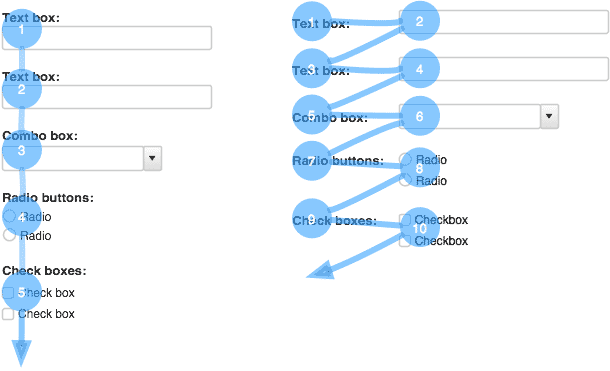 Text box:
1
Text box:
2
Combo box:
3
Radio buttons:
4 Radio
Radio
Check boxes:
5 Check box
Check box
Text box:
1 2
Text box:
3 4
Combo box:
5 6
Radio buttons:
7 Radio
8
Radio
Check boxes:
9 Checkbox
10
Checkbox